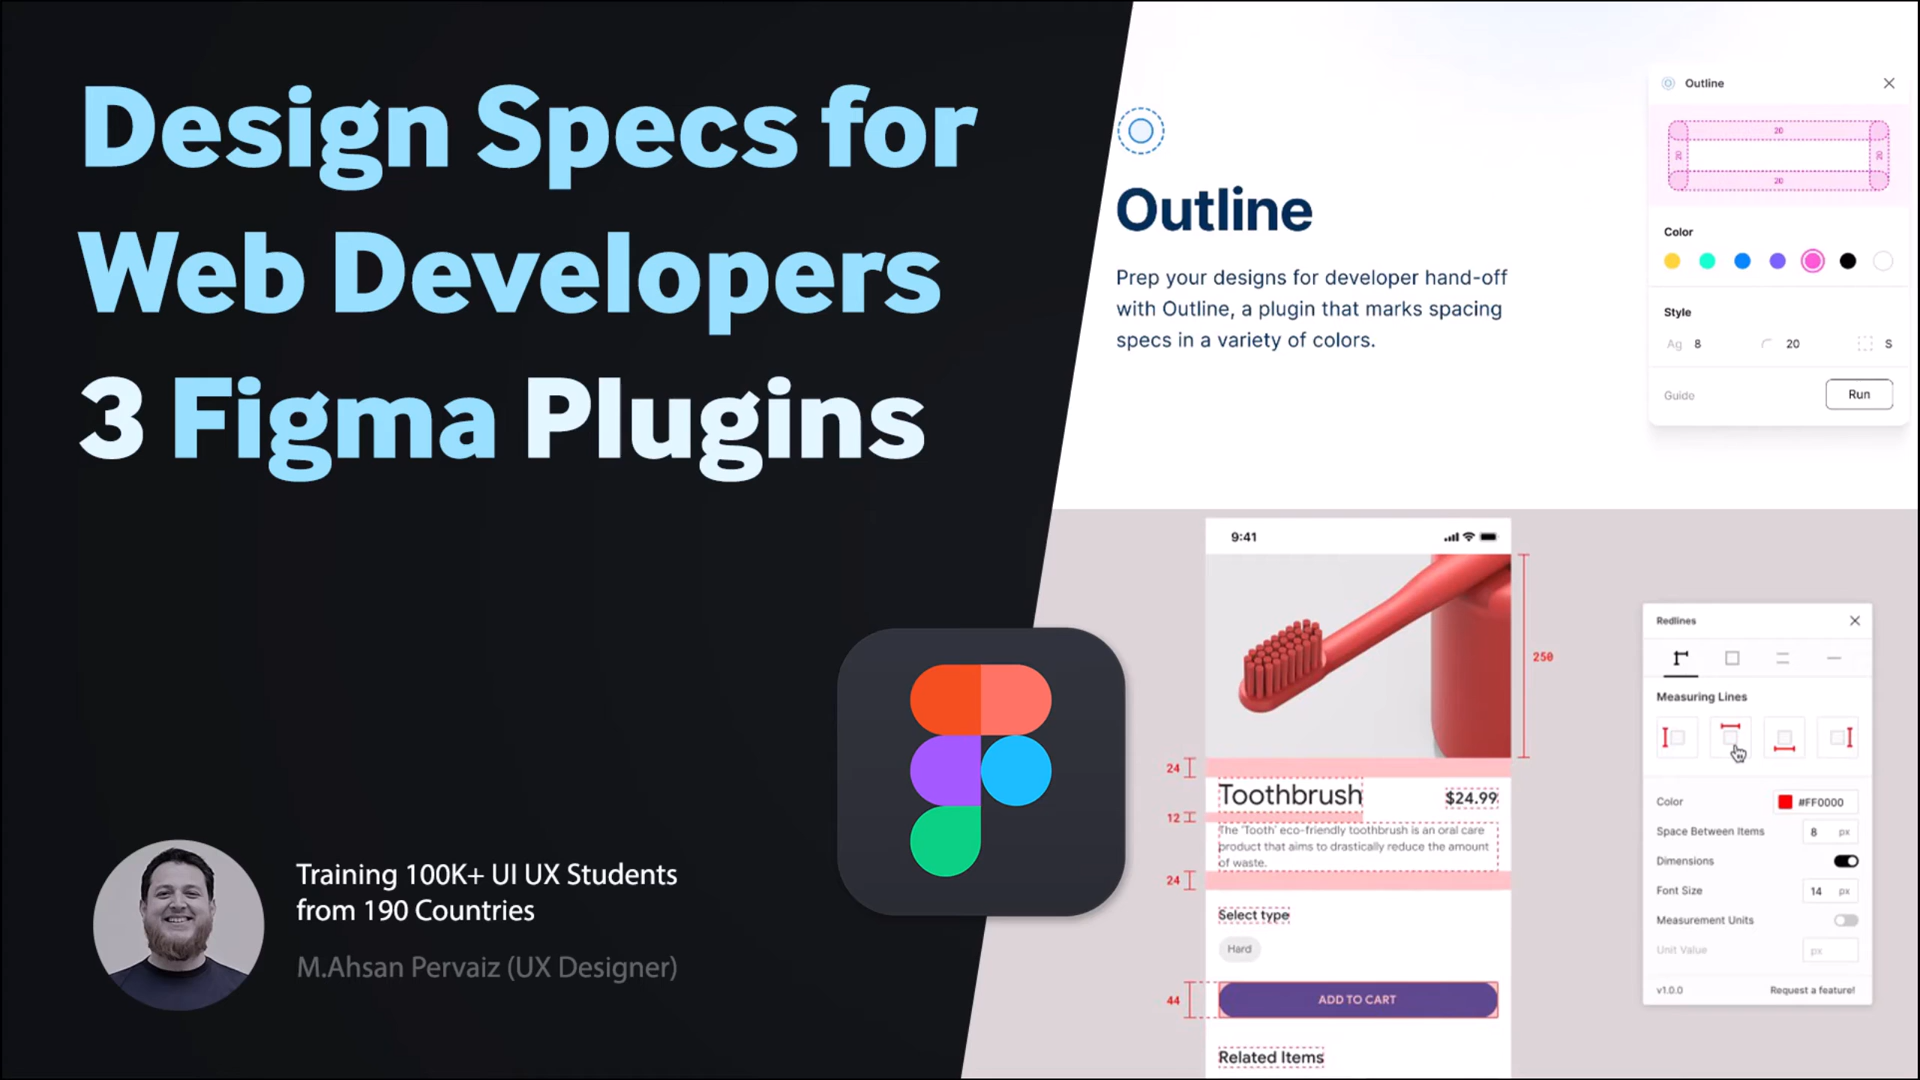 Design Specs for
Web Developers
3 Figma Plugins
Training 100K+ UI UX Students
from 190 Countries
M.Ahsan Pervaiz (UX Designer)
Outline
Prep your designs for developer hand-off
with Outline, a plugin that marks spacing
specs in a variety of colors.
Outline
20
20
20
20
Color
Style
Ag 8 20 S
Guide Run
9:41
250
24
Toothbrush $24.99
12
The 'Tooth' eco-friendly toothbrush is an oral care
product that aims to drastically reduce the amount
of waste.
24
Select type
Hard
44
ADD TO CART
Related Items
Redlines
Measuring Lines
Color #FF0000
Space Between Items 8 px
Dimensions
Font Size 14 px
Measurement Units
Unit Value px
v1.0.0 Request a feature!